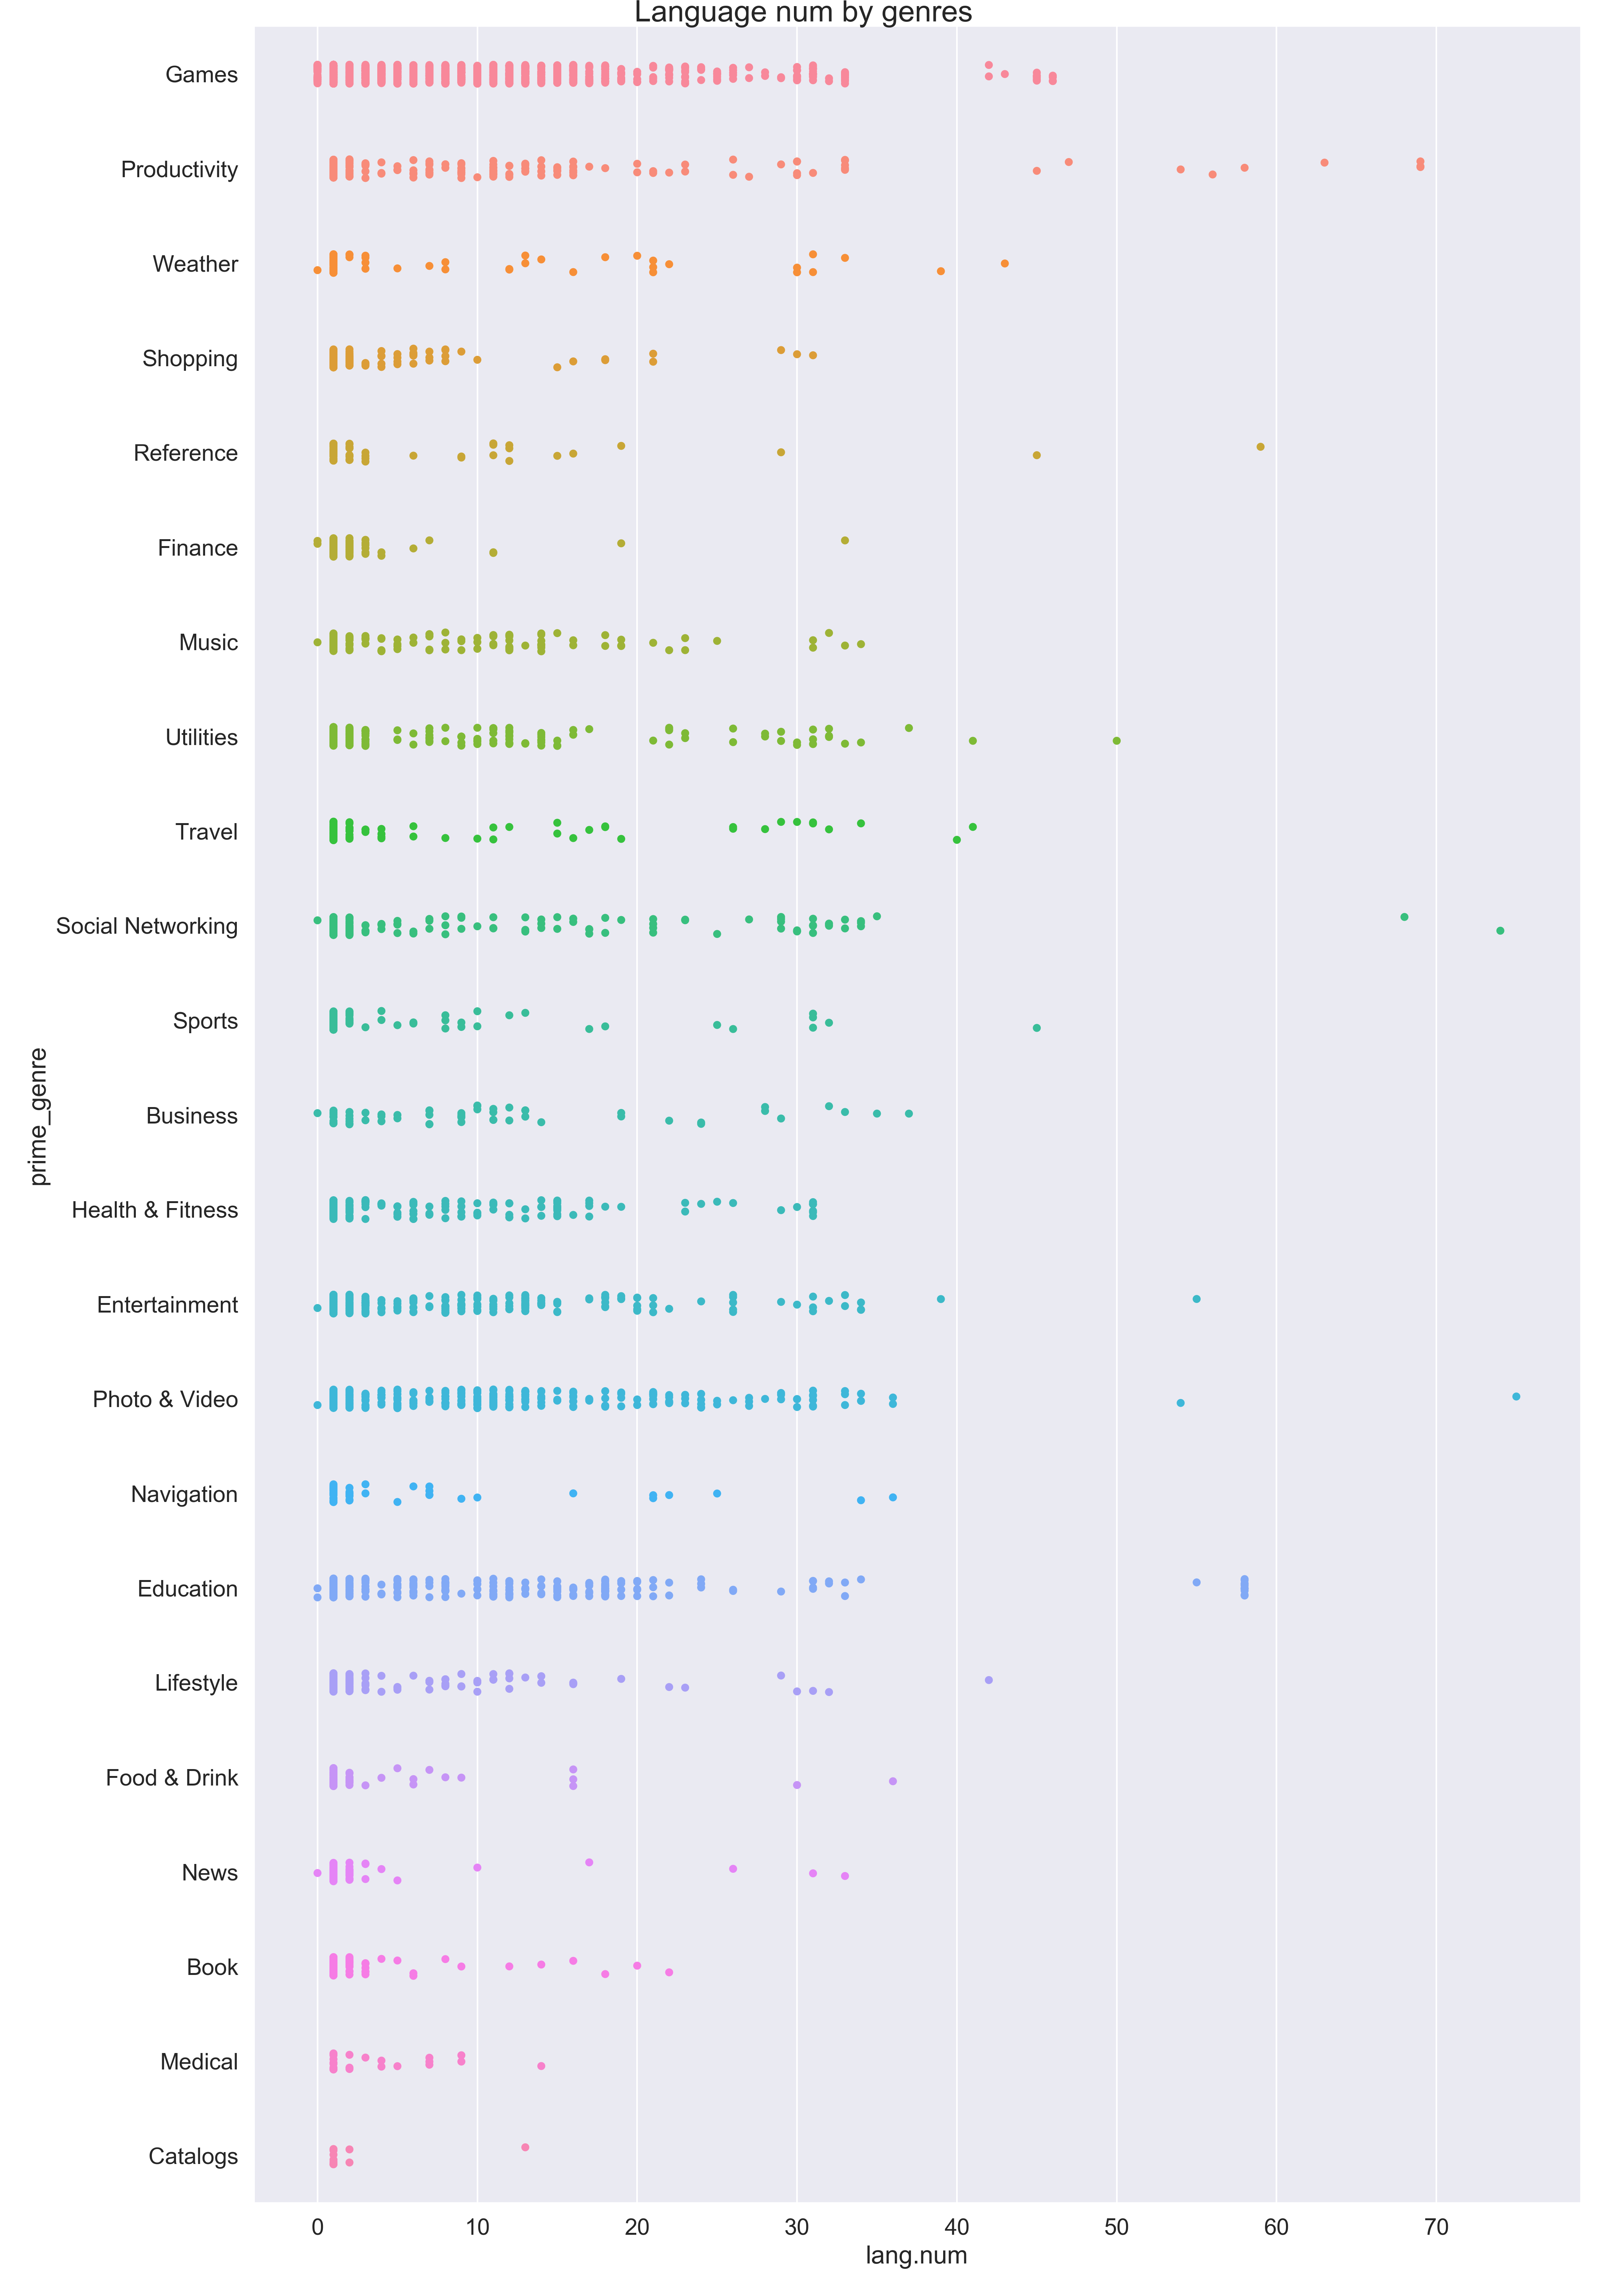 Language num by genres
Games
Productivity
Weather
Shopping
Reference
Finance
Music
Utilities
Travel
Social Networking
Sports
prime_genre
Business
Health & Fitness
Entertainment
Photo & Video
Navigation
Education
Lifestyle
Food & Drink
News
Book
Medical
Catalogs
0 10 20 30 40 50 60 70
lang.num